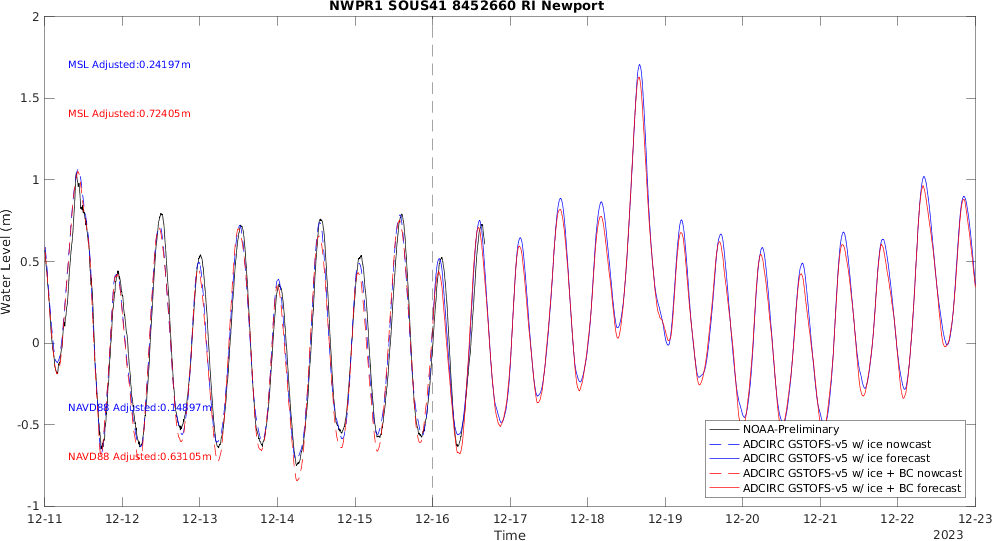 NWPR1 SOUS41 8452660 RI Newport
2
1.5
1
0.5
0
-0.5
-1
Water Level (m)
MSL Adjusted:0.24197m
MSL Adjusted:0.72405m
NAVD88 Adjusted:0.14897m
NAVD88 Adjusted:0.63105m
NOAA-Preliminary
ADCIRC GSTOFS-v5 w/ ice nowcast
ADCIRC GSTOFS-v5 w/ ice forecast
ADCIRC GSTOFS-v5 w/ ice + BC nowcast
ADCIRC GSTOFS-v5 w/ ice + BC forecast
12-11 12-12 12-13 12-14 12-15 12-16 12-17 12-18 12-19 12-20 12-21 12-22 12-23
Time
2023